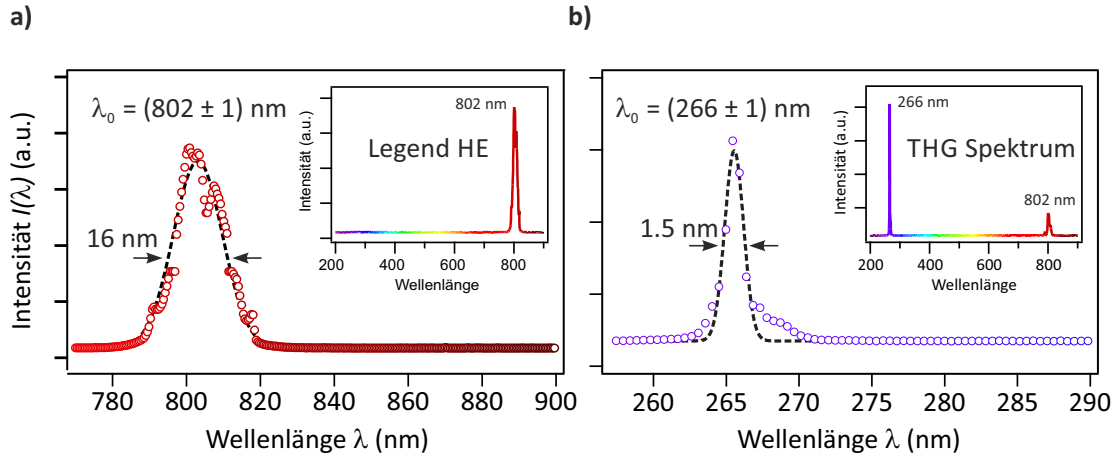 a)
Intensität I(λ) (a.u.)
λ₀ = (802 ± 1) nm
16 nm
780
800
820
840
860
880
900
Wellenlänge λ (nm)
Intensität (a.u.)
802 nm
Legend HE
200
400
600
800
Wellenlänge
b)
λ₀ = (266 ± 1) nm
1.5 nm
260
265
270
275
280
285
290
Wellenlänge λ (nm)
Intensität (a.u.)
266 nm
THG Spektrum
802 nm
200
400
600
800
Wellenlänge